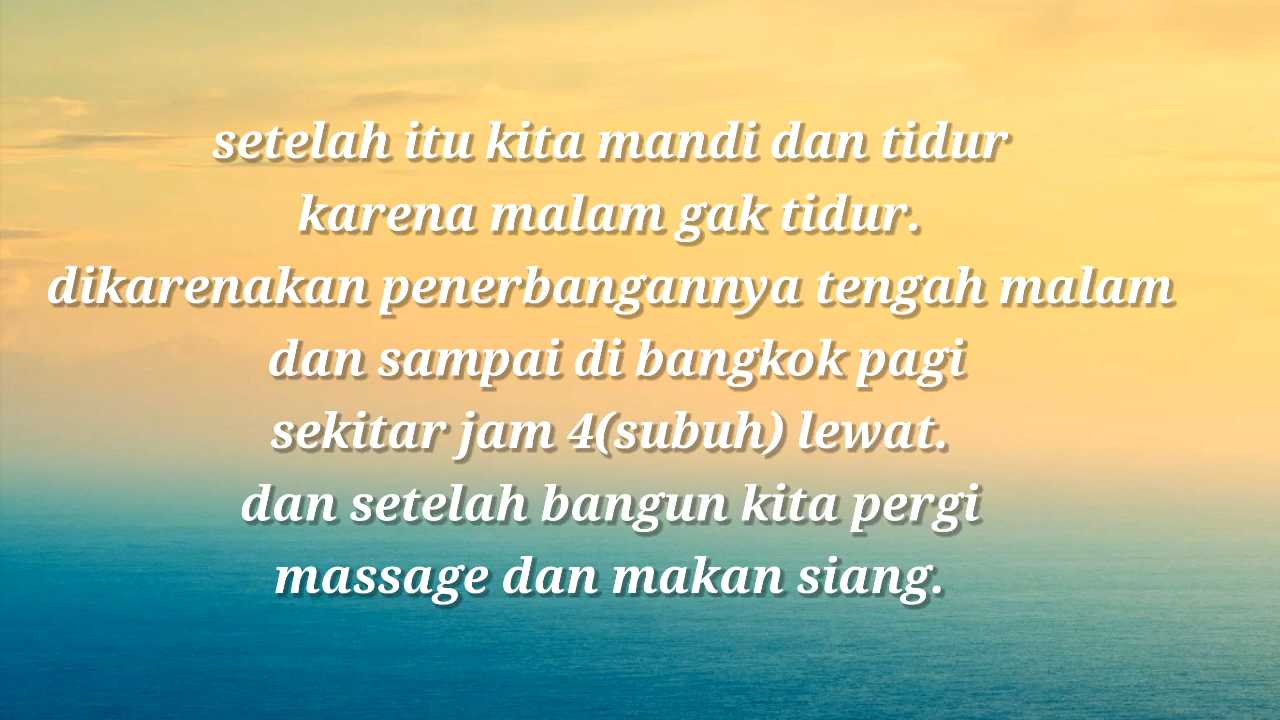 setelah itu kita mandi dan tidur
karena malam gak tidur.
dikarenakan penerbangannya tengah malam
dan sampai di bangkok pagi
sekitar jam 4(subuh) lewat.
dan setelah bangun kita pergi
massage dan makan siang.